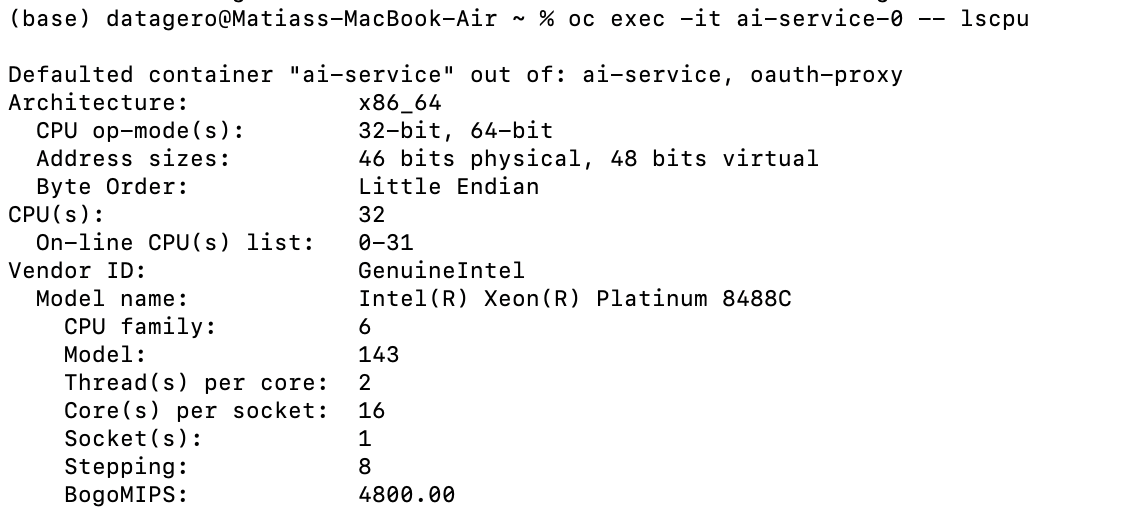 (base) datagero@Matiass-MacBook-Air ~ % oc exec -it ai-service-0 -- lscpu
Defaulted container "ai-service" out of: ai-service, oauth-proxy
Architecture:            x86_64
  CPU op-mode(s):        32-bit, 64-bit
  Address sizes:         46 bits physical, 48 bits virtual
  Byte Order:            Little Endian
CPU(s):                  32
  On-line CPU(s) list:   0-31
Vendor ID:               GenuineIntel
  Model name:            Intel(R) Xeon(R) Platinum 8488C
    CPU family:          6
    Model:               143
    Thread(s) per core:  2
    Core(s) per socket:  16
    Socket(s):           1
    Stepping:            8
    BogoMIPS:            4800.00